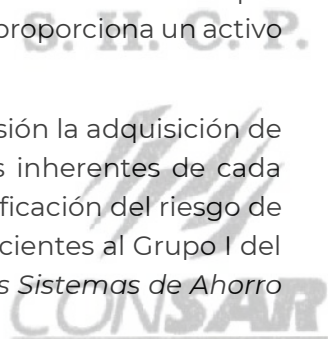 proporciona un activo
S. H. C. P.
sión la adquisición de
s inherentes de cada
ficación del riesgo de
cientes al Grupo I del
s Sistemas de Ahorro
CONSAR